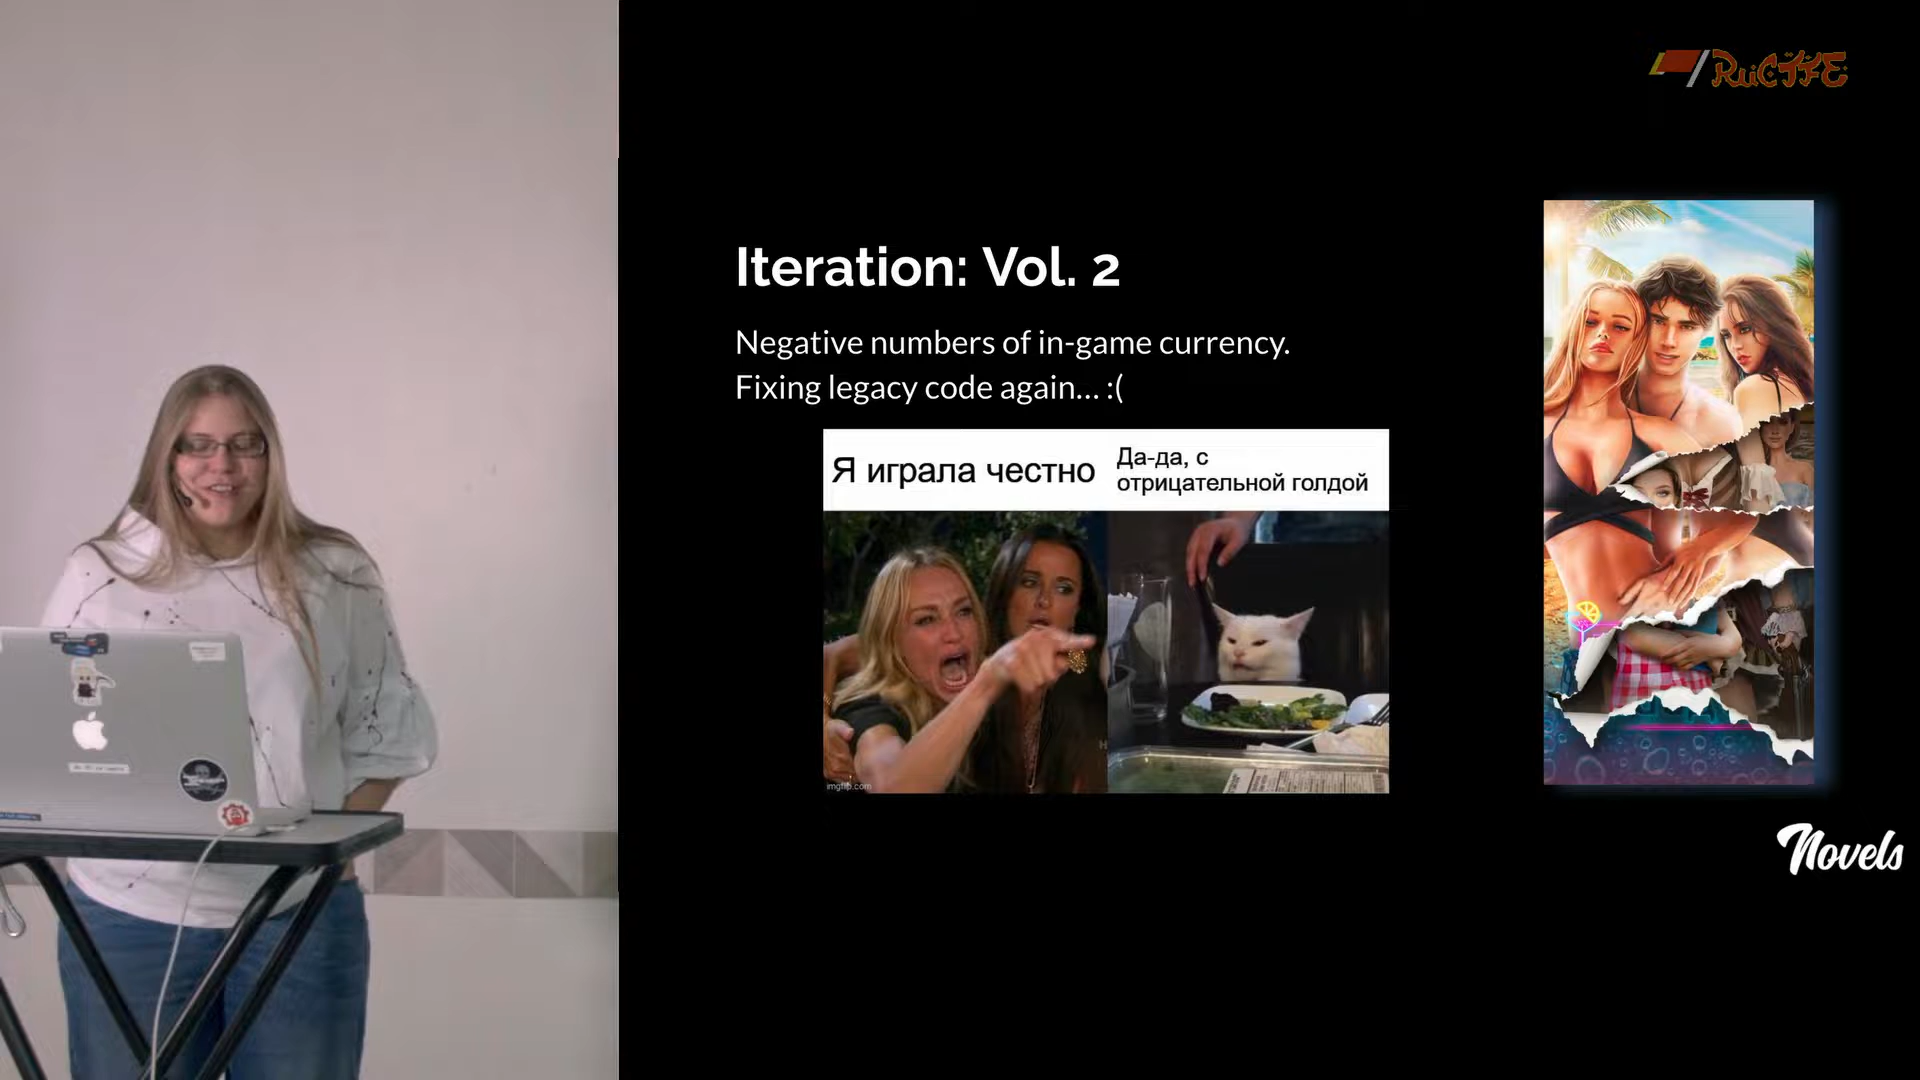 RuCTFE
Iteration: Vol. 2
Negative numbers of in-game currency.
Fixing legacy code again... :(
Я играла честно
Да-да, с
отрицательной голдой
imgflip.com
Novels